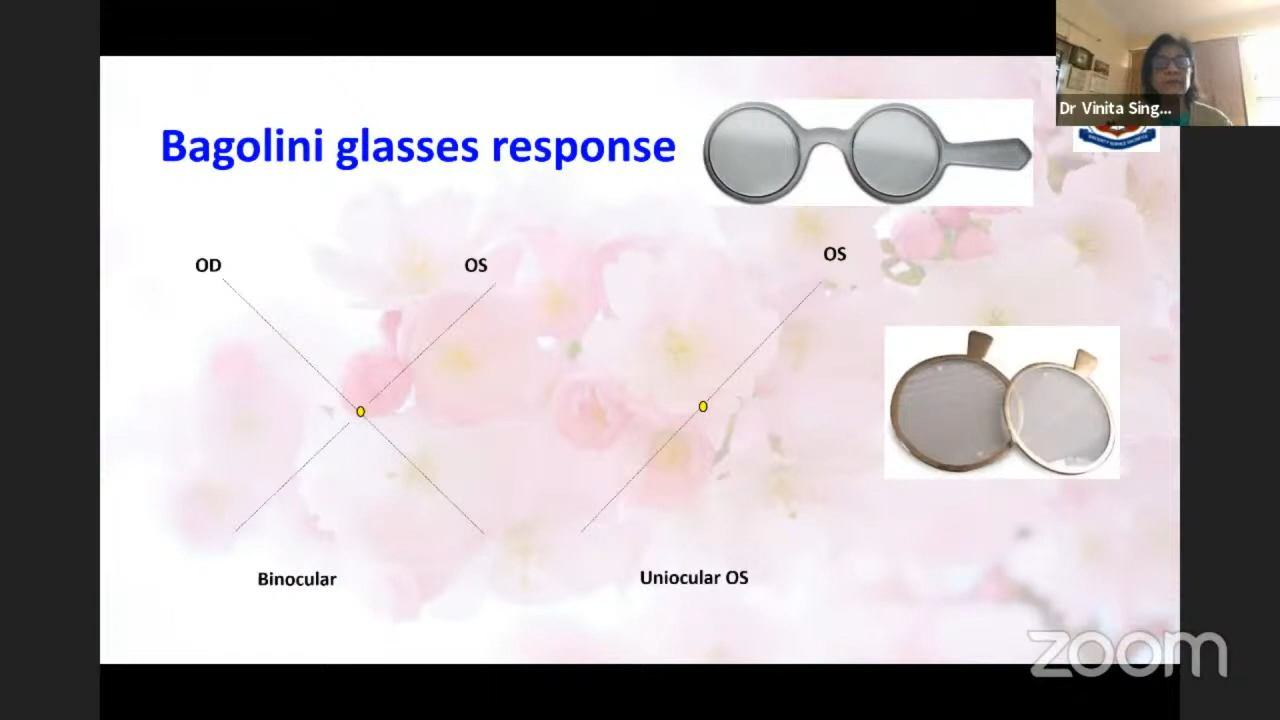 Dr Vinita Sing...
Bagolini glasses response
OD
OS
OS
Binocular
Uniocular OS
zoom